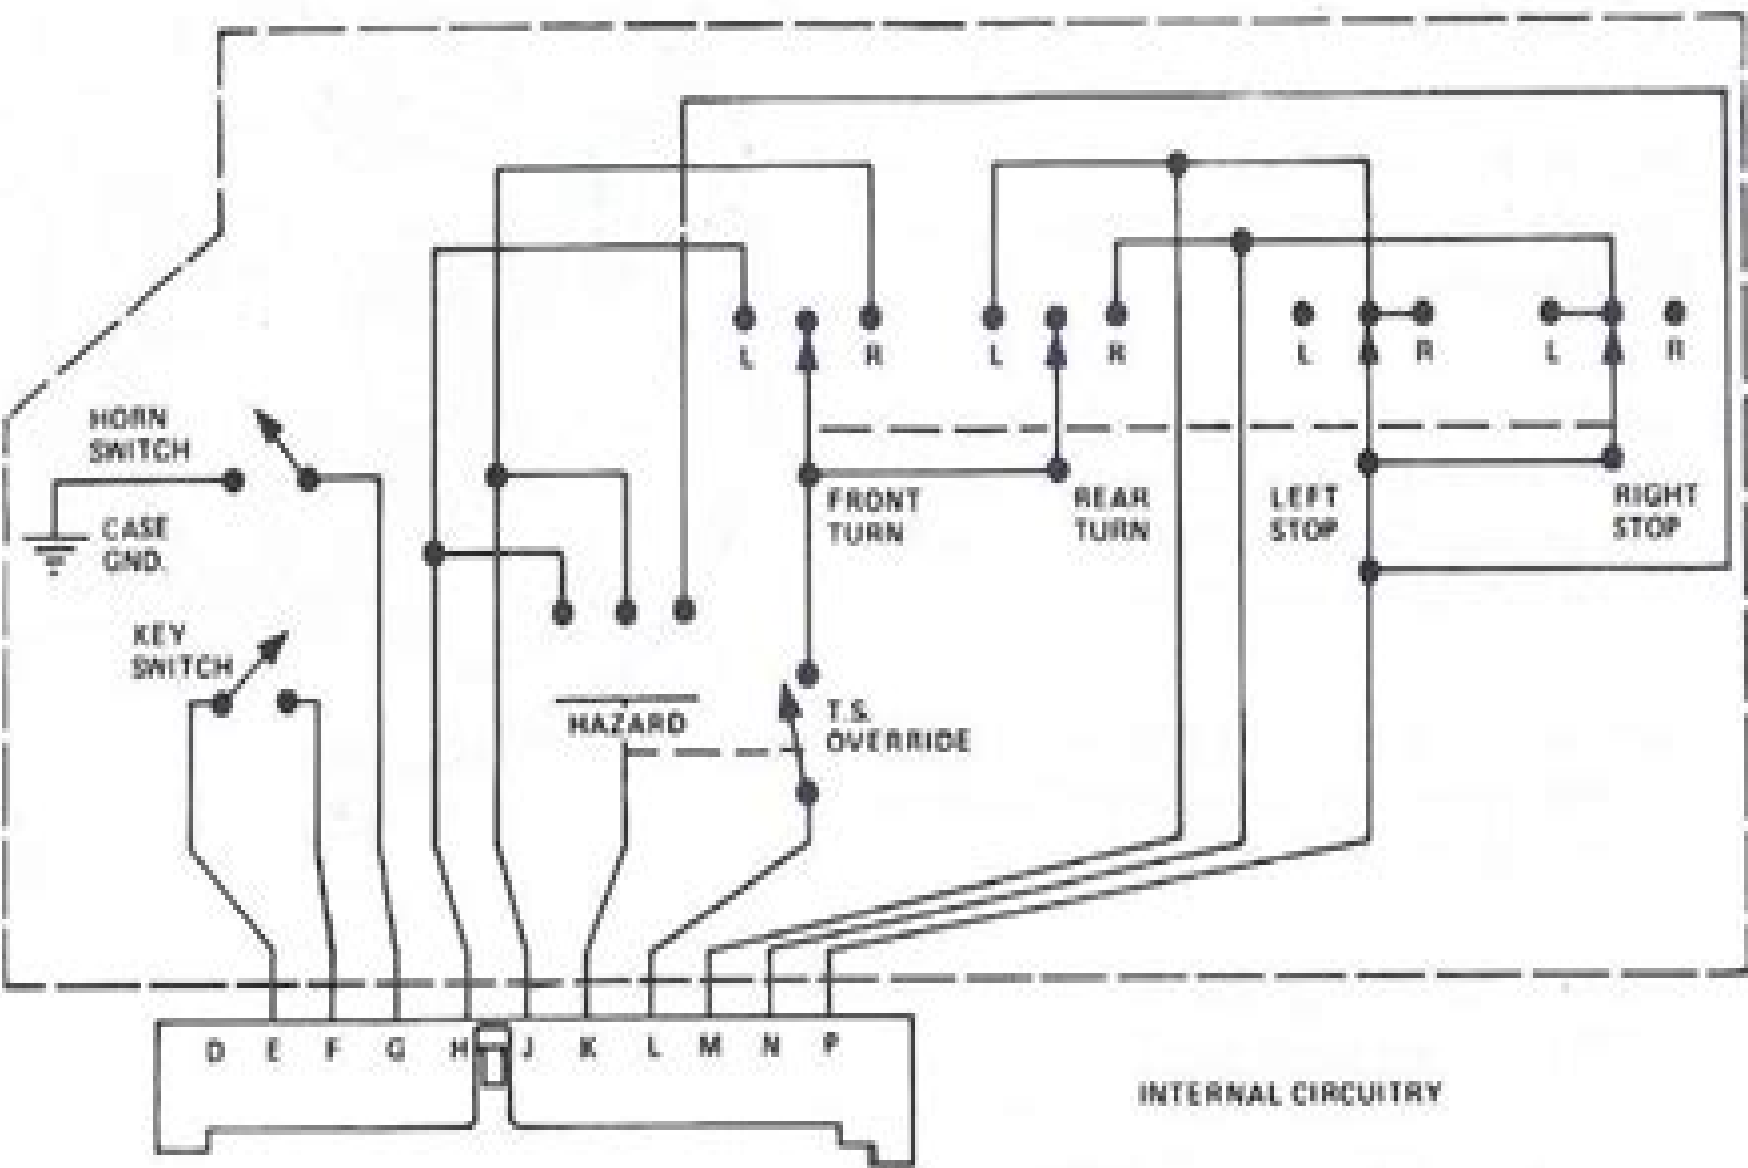 L
R
L
R
L
R
L
R
HORN
SWITCH
CASE
GND.
FRONT
TURN
REAR
TURN
LEFT
STOP
RIGHT
STOP
KEY
SWITCH
HAZARD
T.S.
OVERRIDE
D E F G H J K L M N P
INTERNAL CIRCUITRY